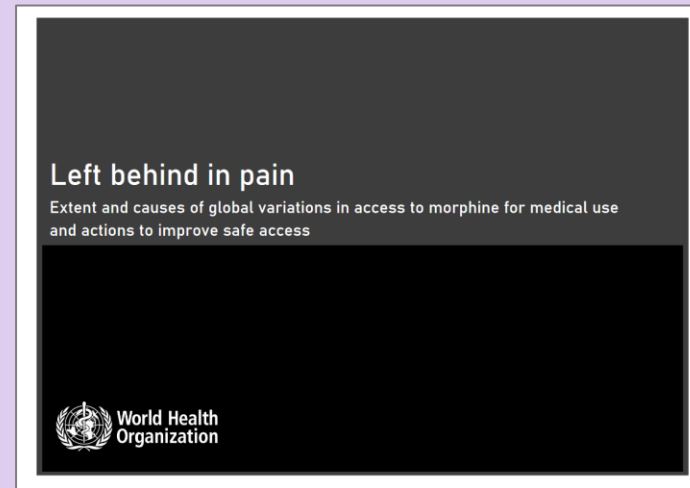 Left behind in pain
Extent and causes of global variations in access to morphine for medical use
and actions to improve safe access
World Health
Organization